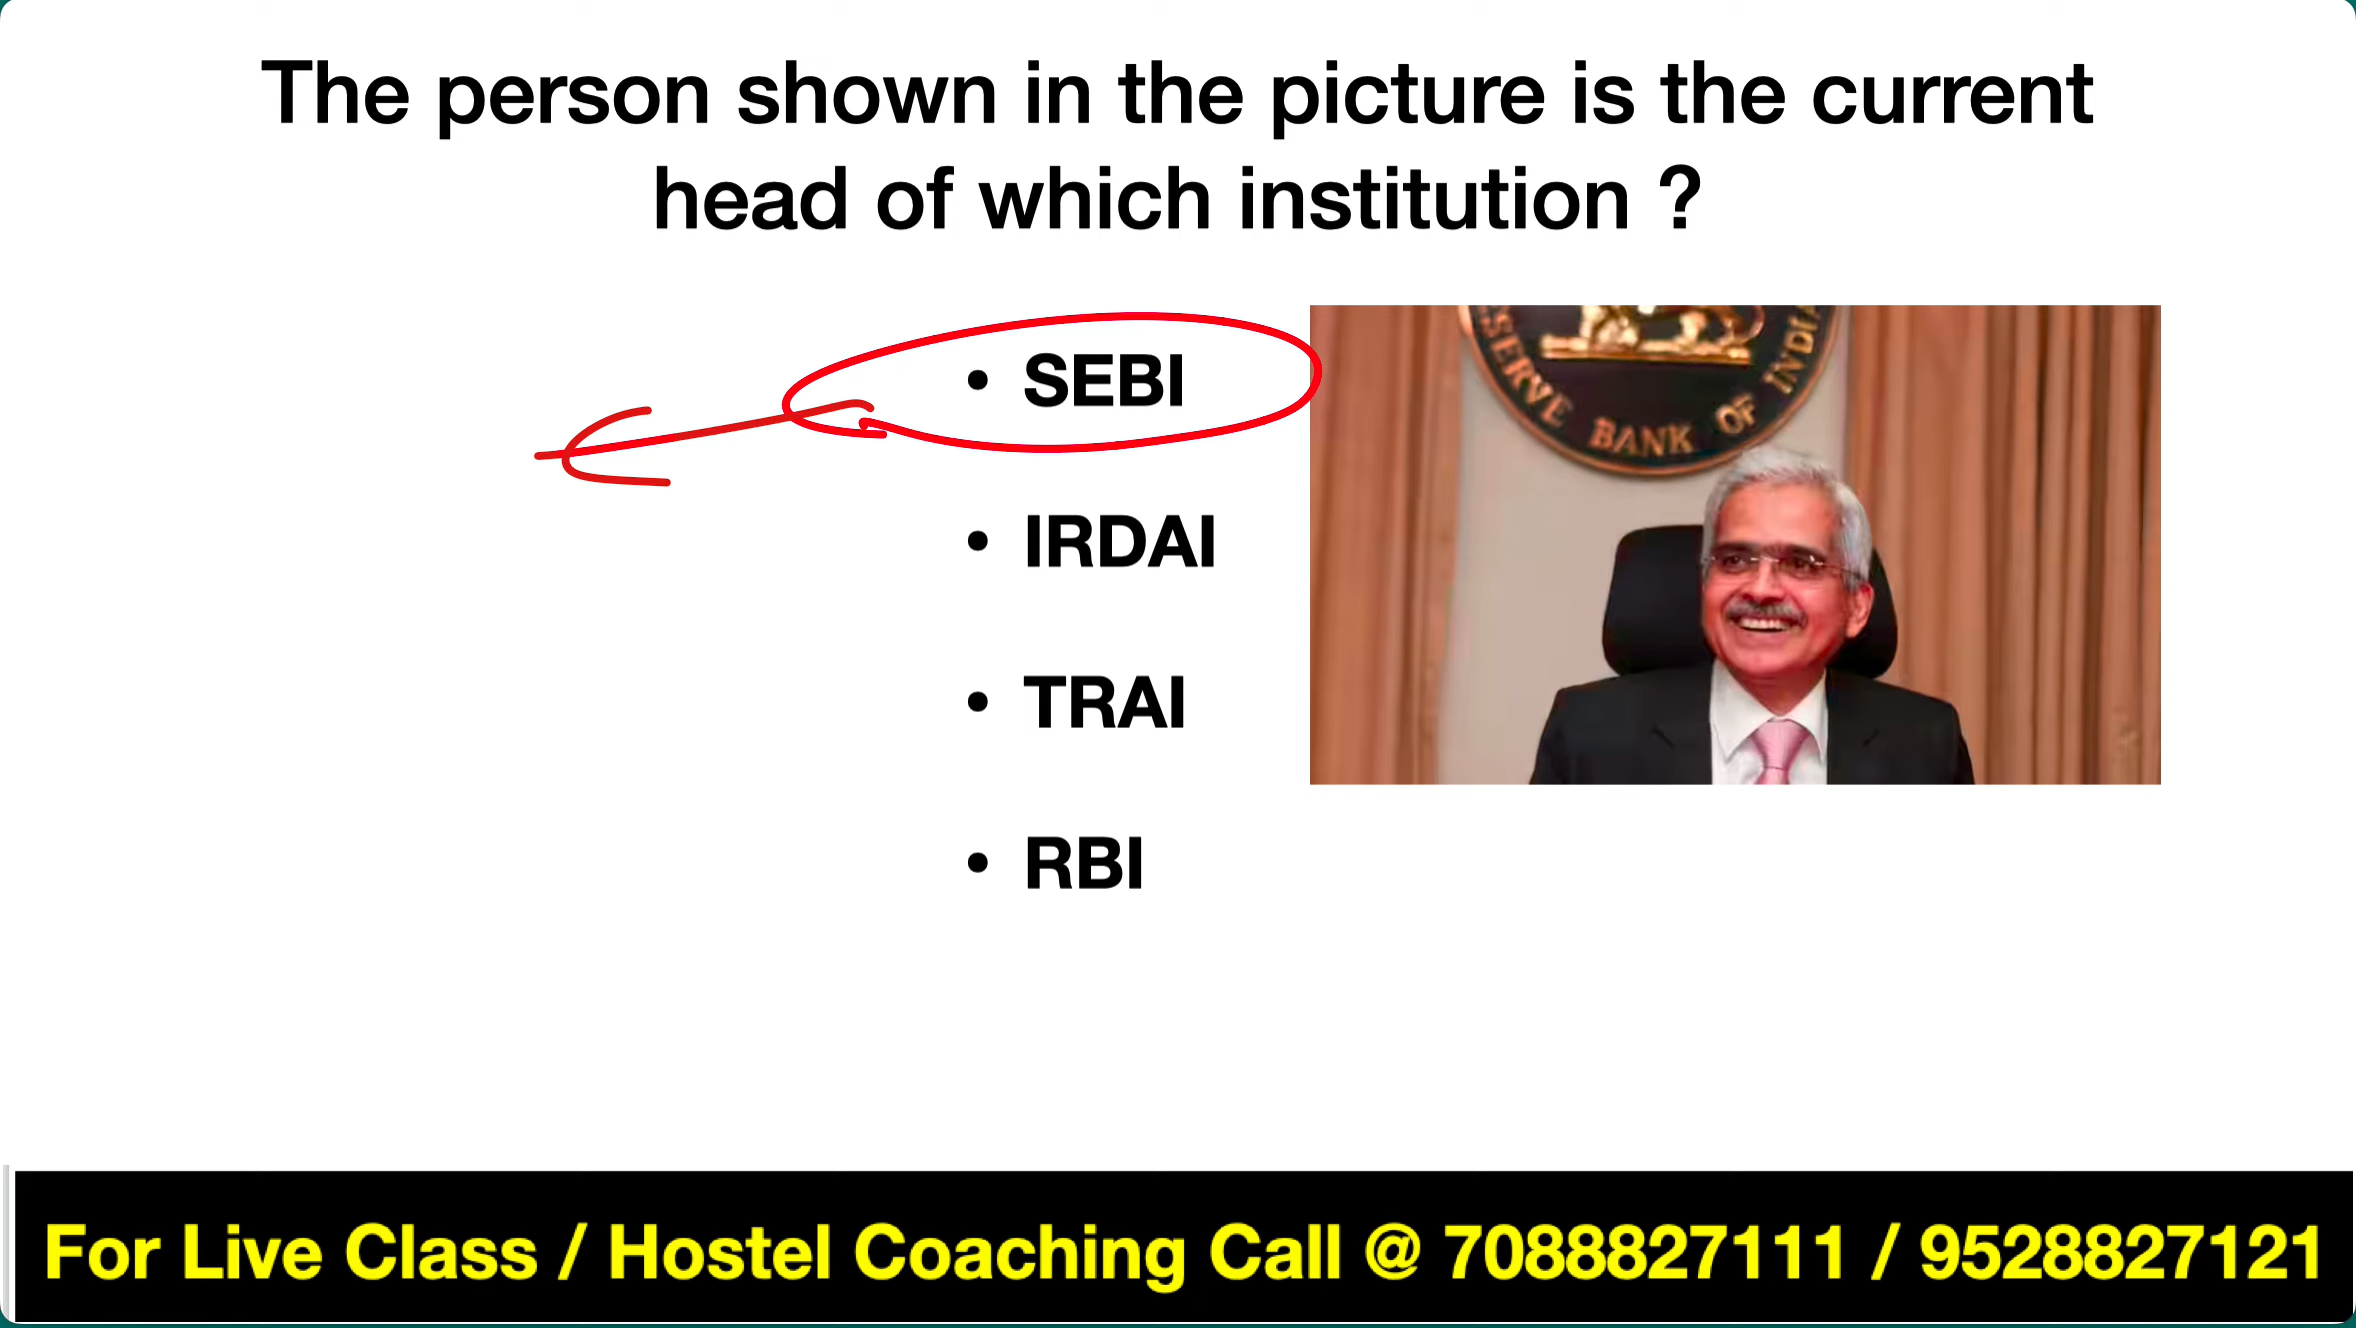 The person shown in the picture is the current
head of which institution ?
• SEBI
• IRDAI
• TRAI
• RBI
BANK OF INDIA
For Live Class / Hostel Coaching Call @ 7088827111 / 9528827121